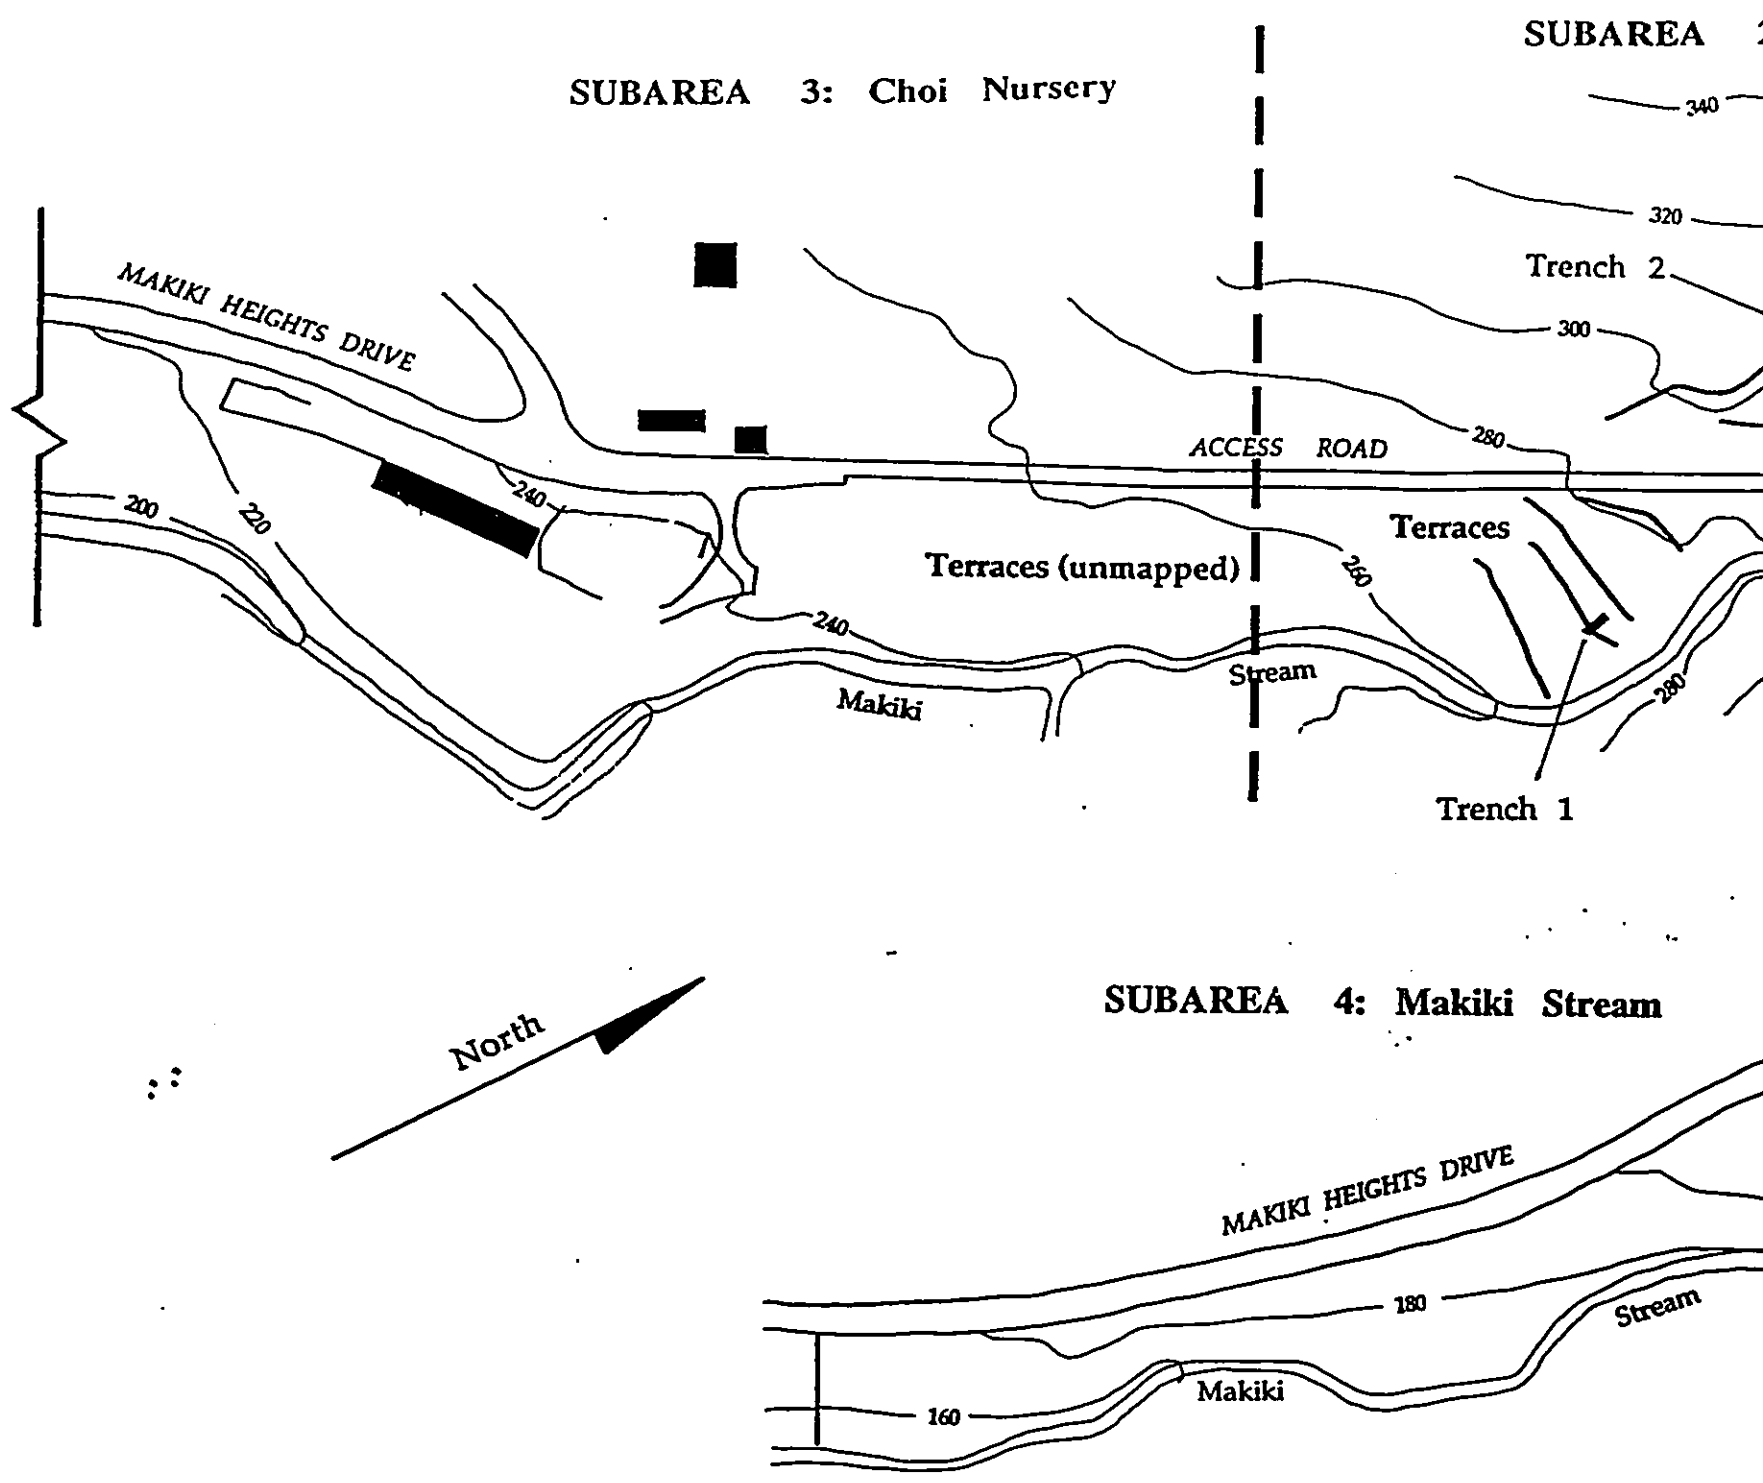 SUBAREA 2
SUBAREA 3: Choi Nursery
340
320
Trench 2
MAKIKI HEIGHTS DRIVE
300
280
ACCESS ROAD
240
200
220
Terraces
Terraces (unmapped)
260
240
Stream
280
Makiki
Trench 1
SUBAREA 4: Makiki Stream
North
MAKIKI HEIGHTS DRIVE
180
Stream
Makiki
160